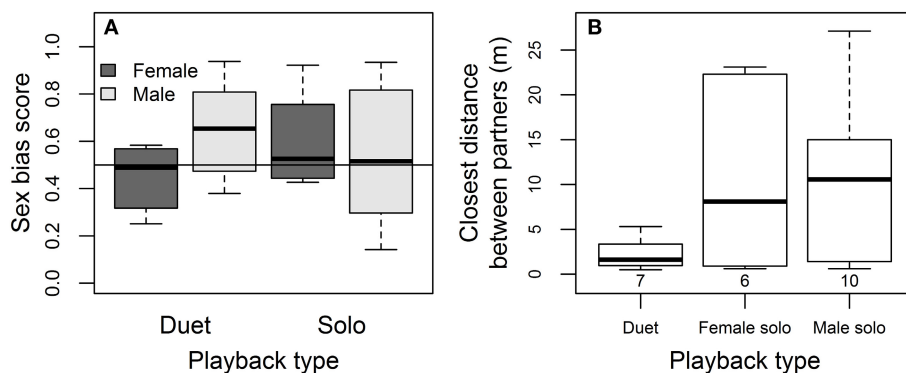 A
Sex bias score
0.0 0.2 0.4 0.6 0.8 1.0
Female
Male
Duet Solo
Playback type
B
Closest distance
between partners (m)
0 5 10 15 20 25
7 6 10
Duet Female solo Male solo
Playback type